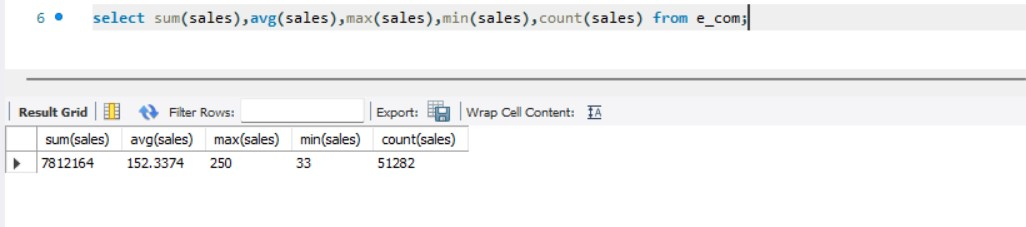 6 select sum(sales),avg(sales),max(sales),min(sales),count(sales) from e_com;
Result Grid Filter Rows: Export: Wrap Cell Content: IA
sum(sales) avg(sales) max(sales) min(sales) count(sales)
7812164 152.3374 250 33 51282